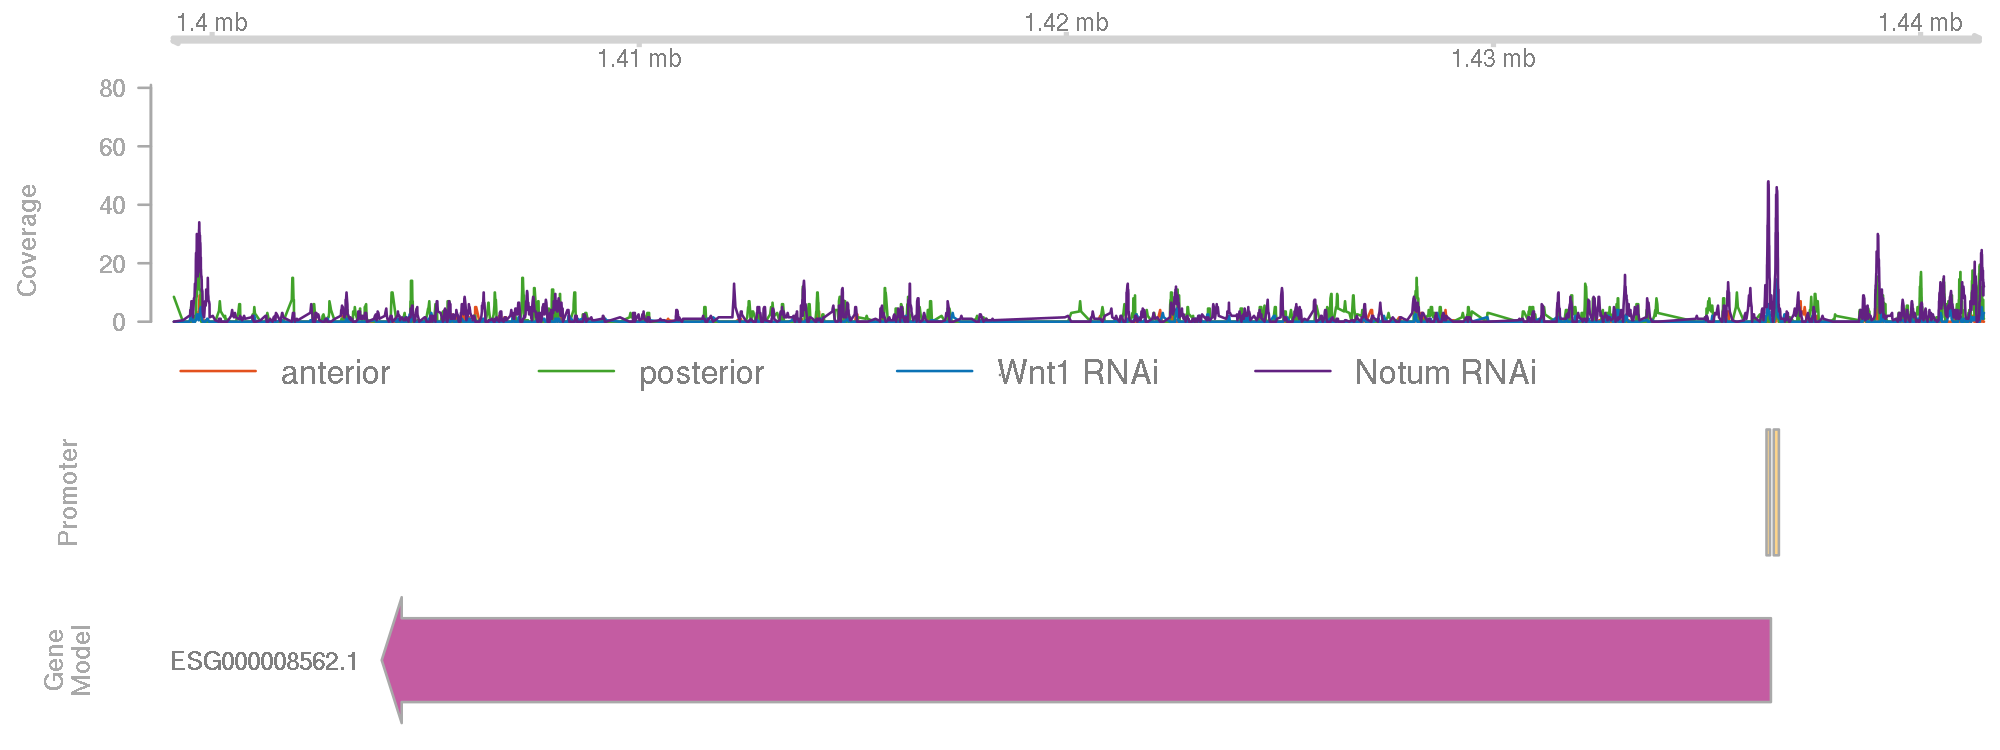 1.4 mb
1.42 mb
1.44 mb
1.41 mb
1.43 mb
80
60
40
20
0
Coverage
anterior
posterior
Wnt1 RNAi
Notum RNAi
Promoter
Gene
Model
ESG000008562.1